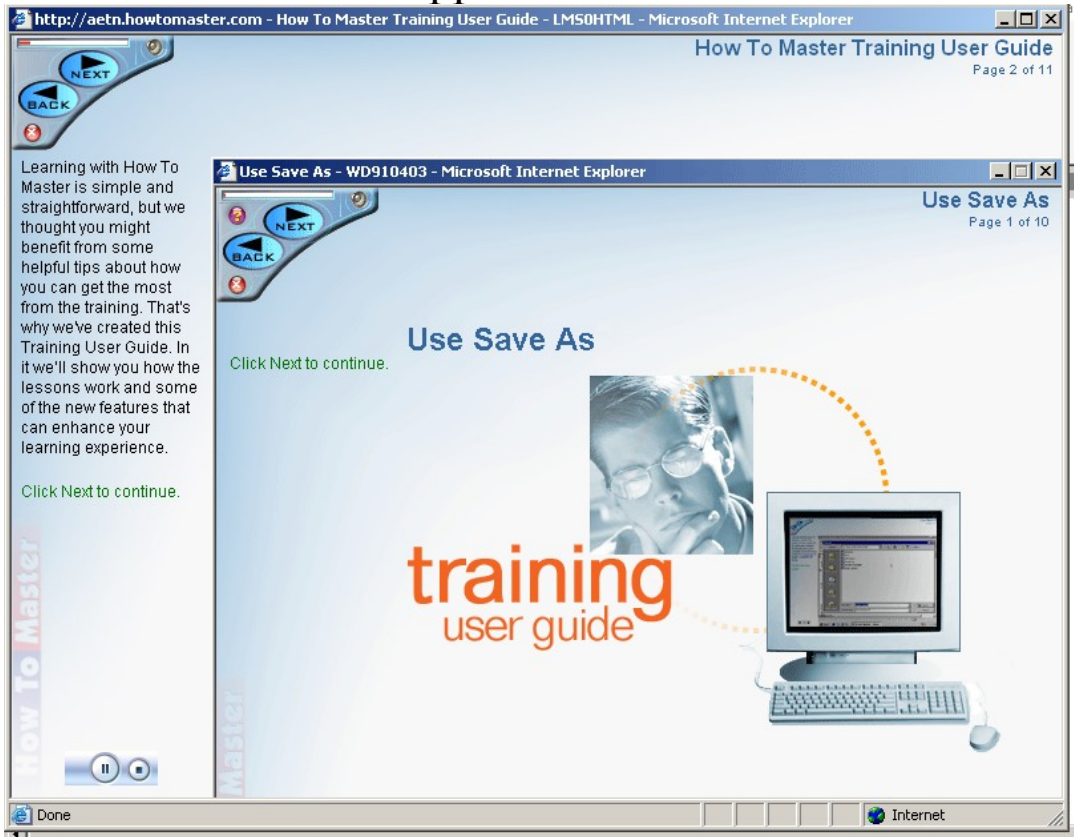 http://aetn.howtomaster.com - How To Master Training User Guide - LMS0HTML - Microsoft Internet Explorer
How To Master Training User Guide
Page 2 of 11
NEXT
BACK
Learning with How To
Master is simple and
straightforward, but we
thought you might
benefit from some
helpful tips about how
you can get the most
from the training. That's
why we've created this
Training User Guide. In
it we'll show you how the
lessons work and some
of the new features that
can enhance your
learning experience.
Click Next to continue.
How To Master
Use Save As - WD910403 - Microsoft Internet Explorer
Use Save As
Page 1 of 10
NEXT
BACK
Use Save As
Click Next to continue.
training
user guide
Master
Done
Internet